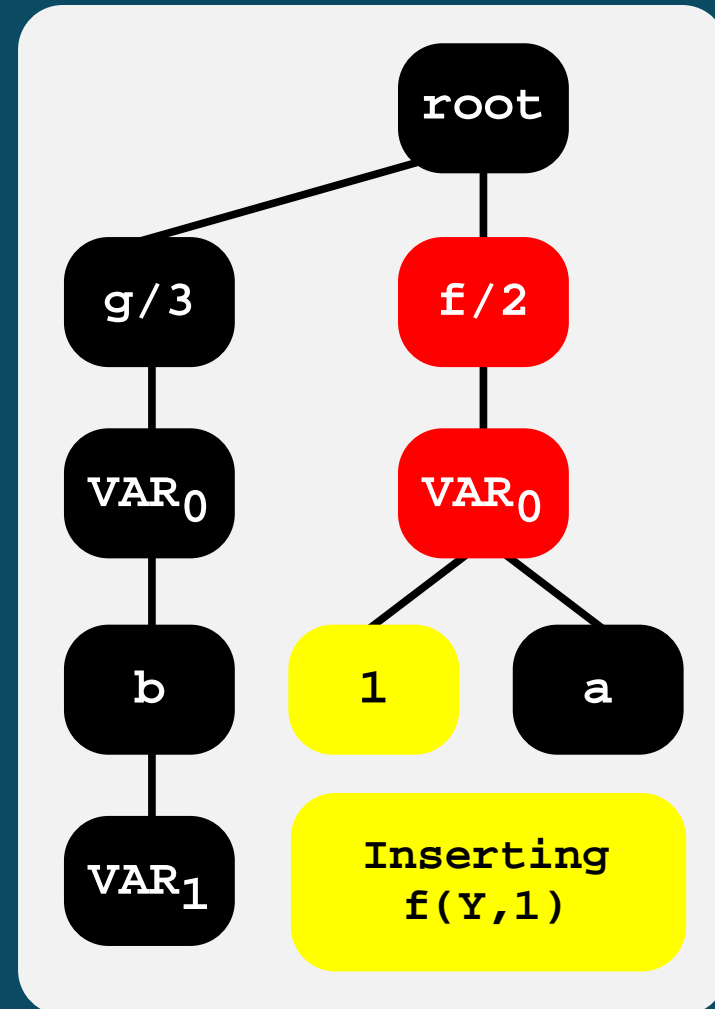 root
g/3
f/2
VAR0
VAR0
b
1
a
VAR1
Inserting
f(Y,1)